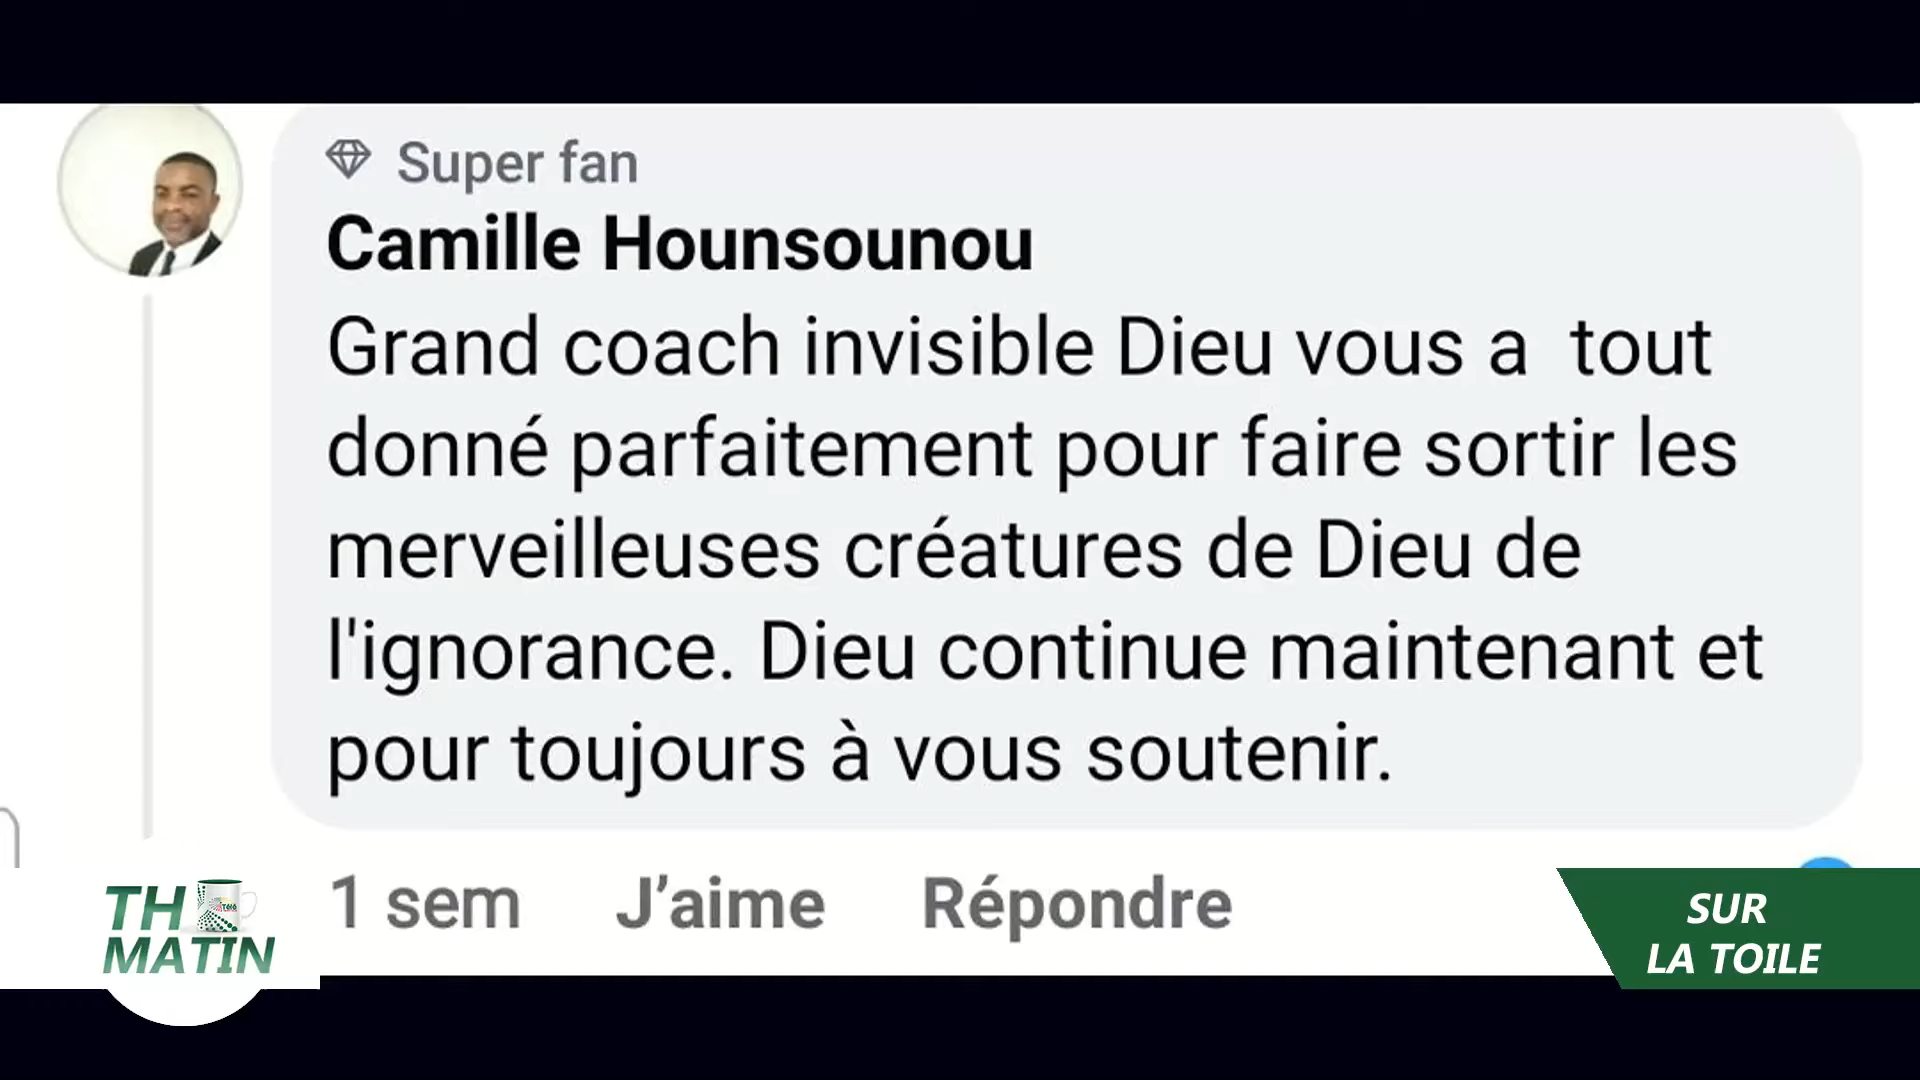 Super fan
Camille Hounsounou
Grand coach invisible Dieu vous a  tout
donné parfaitement pour faire sortir les
merveilleuses créatures de Dieu de
l'ignorance. Dieu continue maintenant et
pour toujours à vous soutenir.
1 sem J’aime Répondre
TH
MATIN
SUR
LA TOILE